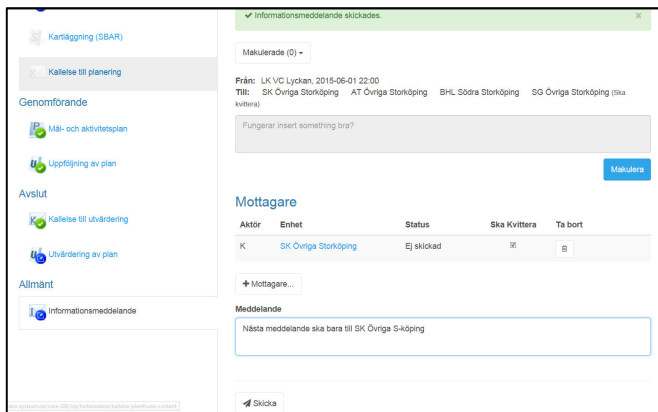 Informationsmeddelande skickades. ×
Kartläggning (SBAR)
Makulerade (0)
Kallelse till planering
Från: LK VC Lyckan, 2015-06-01 22:00
Till: SK Övriga Storköping AT Övriga Storköping BHL Södra Storköping SG Övriga Storköping (Ska
kvittera)
Genomförande
Mål- och aktivitetsplan
Fungerar insert something bra?
Uppföljning av plan
Makulera
Avslut
Mottagare
Kallelse till utvärdering
Aktör Enhet Status Ska Kvittera Ta bort
K SK Övriga Storköping Ej skickad
Utvärdering av plan
Allmänt
+ Mottagare...
Informationsmeddelande
Meddelande
Nästa meddelande ska bara till SK Övriga S-köping
Skicka